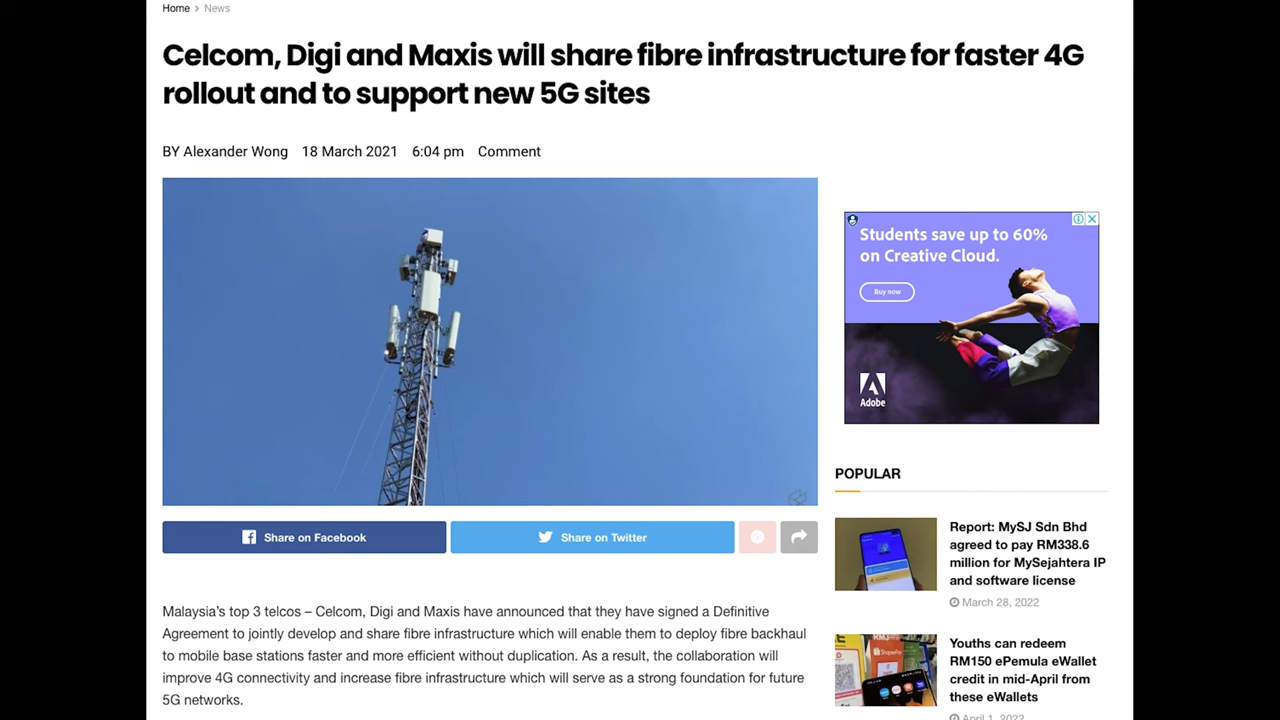 Home > News
Celcom, Digi and Maxis will share fibre infrastructure for faster 4G
rollout and to support new 5G sites
BY Alexander Wong 18 March 2021 6:04 pm Comment
Students save up to 60%
on Creative Cloud.
Buy now
Adobe
Share on Facebook
Share on Twitter
Malaysia's top 3 telcos – Celcom, Digi and Maxis have announced that they have signed a Definitive
Agreement to jointly develop and share fibre infrastructure which will enable them to deploy fibre backhaul
to mobile base stations faster and more efficient without duplication. As a result, the collaboration will
improve 4G connectivity and increase fibre infrastructure which will serve as a strong foundation for future
5G networks.
POPULAR
Report: MySJ Sdn Bhd
agreed to pay RM338.6
million for MySejahtera IP
and software license
March 28, 2022
Youths can redeem
RM150 ePemula eWallet
credit in mid-April from
these eWallets
April 1, 2022